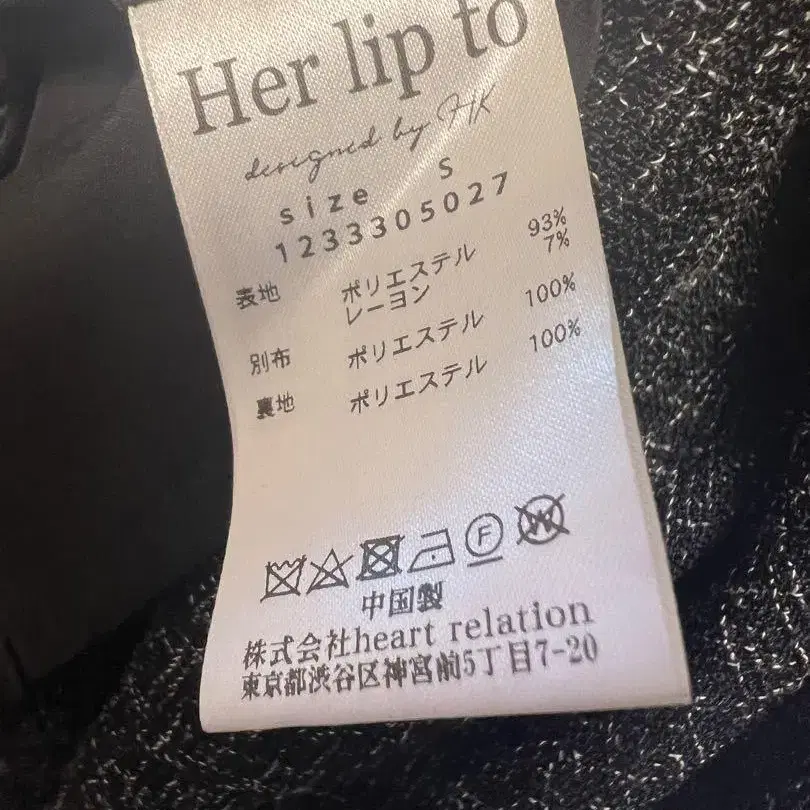 Her lip to
designed by HK
size S
1233305027
表地 ポリエステル 93%
レーヨン 7%
別布 ポリエステル 100%
裏地 ポリエステル 100%
F W
中国製
株式会社heart relation
東京都渋谷区神宮前5丁目7-20